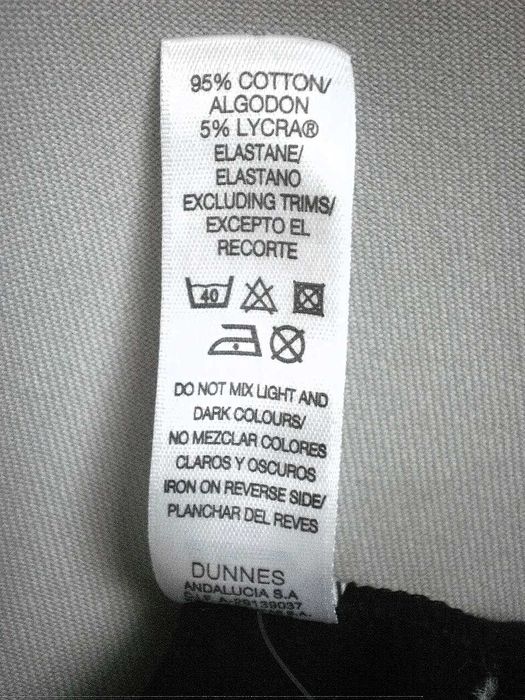 95% COTTON/
ALGODON
5% LYCRA®
ELASTANE/
ELASTANO
EXCLUDING TRIMS/
EXCEPTO EL
RECORTE
40
DO NOT MIX LIGHT AND
DARK COLOURS/
NO MEZCLAR COLORES
CLAROS Y OSCUROS
IRON ON REVERSE SIDE/
PLANCHAR DEL REVES
DUNNES
ANDALUCIA S.A
A-29139037